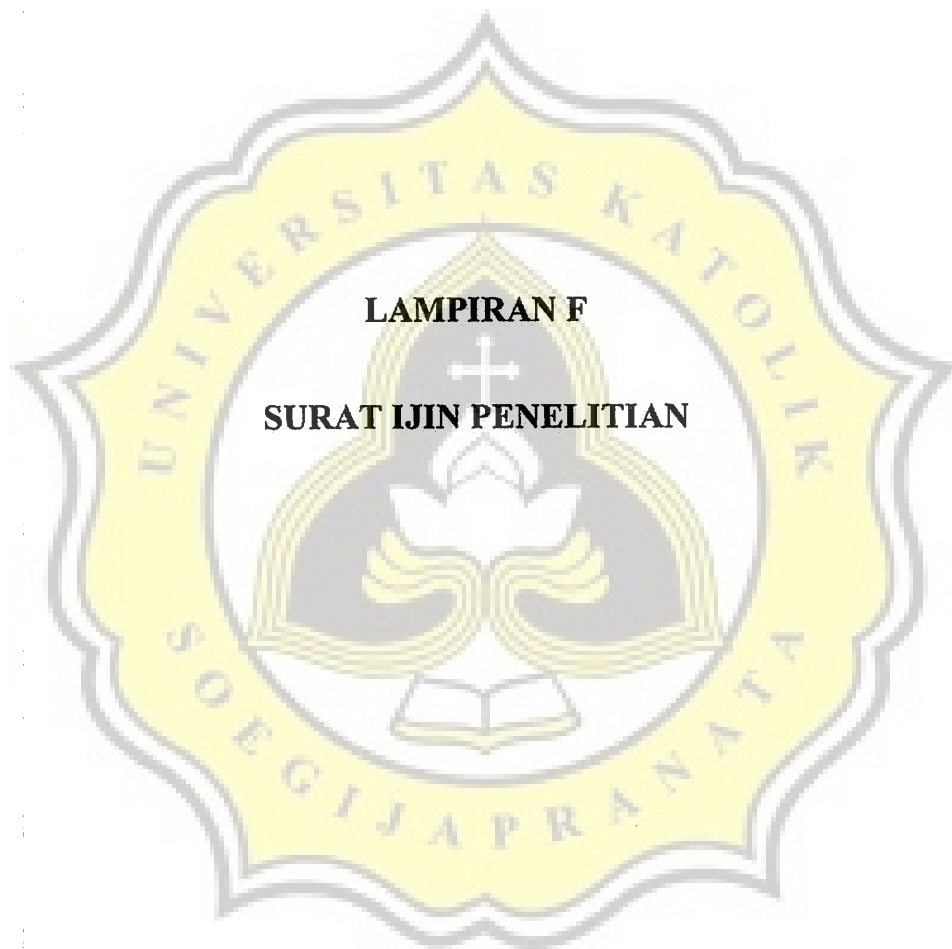 LAMPIRAN F
SURAT IJIN PENELITIAN
UNIVERSITAS KATOLIK
SOEGIJAPRANATA